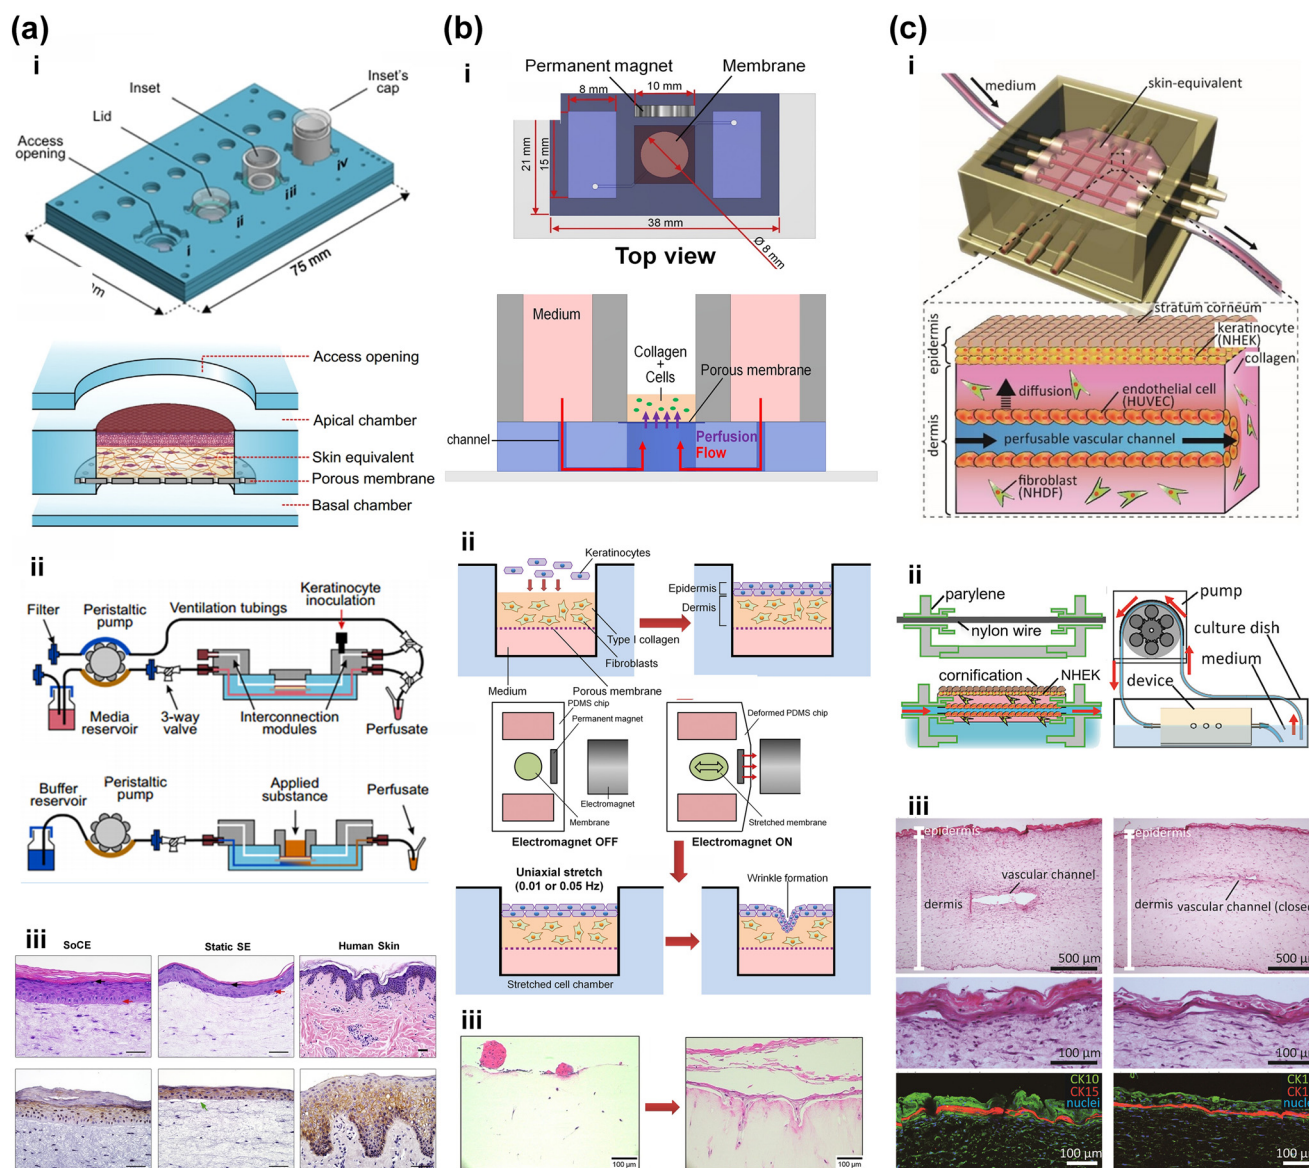 (a)
i
Inset
Inset's
cap
Lid
Access
opening
i
ii
iii
iv
75 mm
Access opening
Apical chamber
Skin equivalent
Porous membrane
Basal chamber
ii
Filter
Peristaltic
pump
Ventilation tubings
Keratinocyte
inoculation
Media
reservoir
3-way
valve
Interconnection
modules
Perfusate
Buffer
reservoir
Peristaltic
pump
Applied
substance
Perfusate
iii
SoCE
Static SE
Human Skin
(b)
i
Permanent magnet
Membrane
10 mm
8 mm
21 mm
15 mm
38 mm
Ø 8 mm
Top view
Medium
Collagen
+
Cells
Porous membrane
channel
Perfusion
Flow
ii
Keratinocytes
Epidermis
Dermis
Type I collagen
Fibroblasts
Medium
Porous membrane
PDMS chip
Permanent magnet
Deformed PDMS chip
Electromagnet
Membrane
Stretched membrane
Electromagnet OFF
Electromagnet ON
Uniaxial stretch
(0.01 or 0.05 Hz)
Wrinkle formation
Stretched cell chamber
iii
100 µm
100 µm
(c)
i
medium
skin-equivalent
stratum corneum
keratinocyte
(NHEK)
collagen
epidermis
dermis
diffusion
endothelial cell
(HUVEC)
perfusable vascular channel
fibroblast
(NHDF)
ii
parylene
nylon wire
pump
culture dish
medium
device
cornification
NHEK
iii
epidermis
vascular channel
dermis
500 µm
epidermis
dermis
vascular channel (close
500 µm
100 µm
100 µm
CK10
CK15
nuclei
100 µm
CK1
CK1
nucle
100 µ